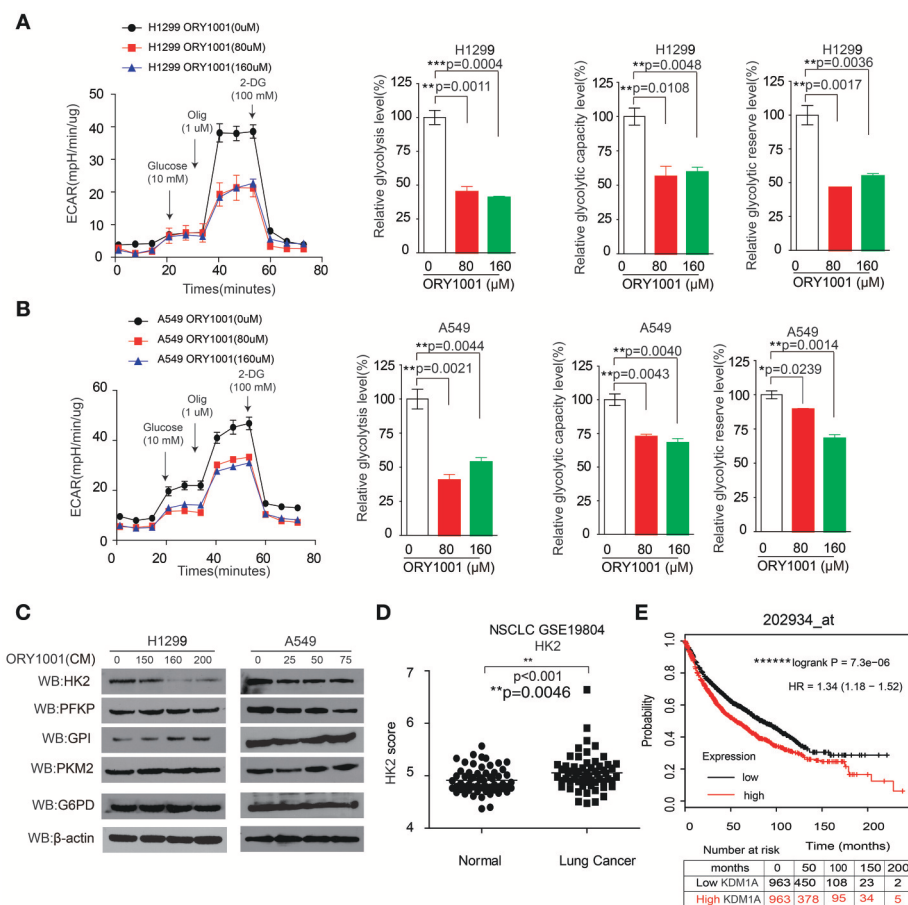 A
H1299 ORY1001(0uM)
H1299 ORY1001(80uM)
H1299 ORY1001(160uM)
2-DG
(100 mM)
Olig
(1 uM)
Glucose
(10 mM)
ECAR(mpH/min/ug)
50
40
30
20
10
0
0 20 40 60 80
Times(minutes)
H1299
***p=0.0004
**p=0.0011
Relative glycolysis level(%)
125
100
75
50
25
0
0 80 160
ORY1001 (μM)
H1299
**p=0.0048
**p=0.0108
Relative glycolytic capacity level(%)
125
100
75
50
25
0
0 80 160
ORY1001 (μM)
H1299
**p=0.0036
**p=0.0017
Relative glycolytic reserve level(%)
125
100
75
50
25
0
0 80 160
ORY1001 (μM)
B
A549 ORY1001(0uM)
A549 ORY1001(80uM)
A549 ORY1001(160uM)
2-DG
(100 mM)
Olig
(1 uM)
Glucose
(10 mM)
ECAR(mpH/min/ug)
60
40
20
0
0 20 40 60 80
Times(minutes)
A549
**p=0.0044
**p=0.0021
Relative glycolytsis level(%)
125
100
75
50
25
0
0 80 160
ORY1001 (μM)
A549
**p=0.0040
**p=0.0043
Relative glycolytic capacity level(%)
125
100
75
50
25
0
0 80 160
ORY1001 (μM)
A549
**p=0.0014
*p=0.0239
Relative glycolytic reserve level(%)
125
100
75
50
25
0
0 80 160
ORY1001 (μM)
C
H1299 A549
ORY1001(CM) 0 150 160 200 0 25 50 75
WB:HK2
WB:PFKP
WB:GPI
WB:PKM2
WB:G6PD
WB:β-actin
D
NSCLC GSE19804
HK2
**
p<0.001
**p=0.0046
HK2 score
7
6
5
4
Normal Lung Cancer
E
202934_at
******logrank P = 7.3e-06
HR = 1.34 (1.18 − 1.52)
Probability
1.0
0.8
0.6
0.4
0.2
0.0
Expression
low
high
0 50 100 150 200
Time (months)
Number at risk
months 0 50 100 150 200
Low KDM1A 963 450 108 23 2
High KDM1A 963 378 95 34 5